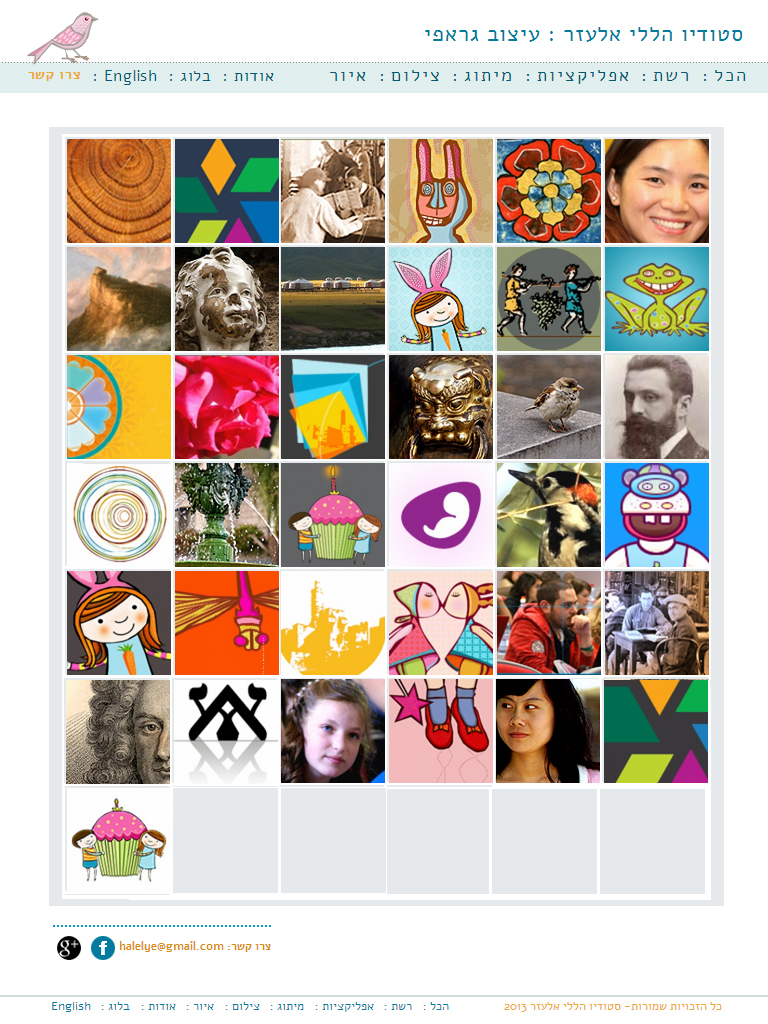 סטודיו הללי אלעזר : עיצוב גראפי
הכל : רשת : אפליקציות : מיתוג : צילום : איור
אודות : בלוג : English : צרו קשר
צרו קשר: halelye@gmail.com
הכל : רשת : אפליקציות : מיתוג : צילום : איור : אודות : בלוג : English
כל הזכויות שמורות- סטודיו הללי אלעזר 2013